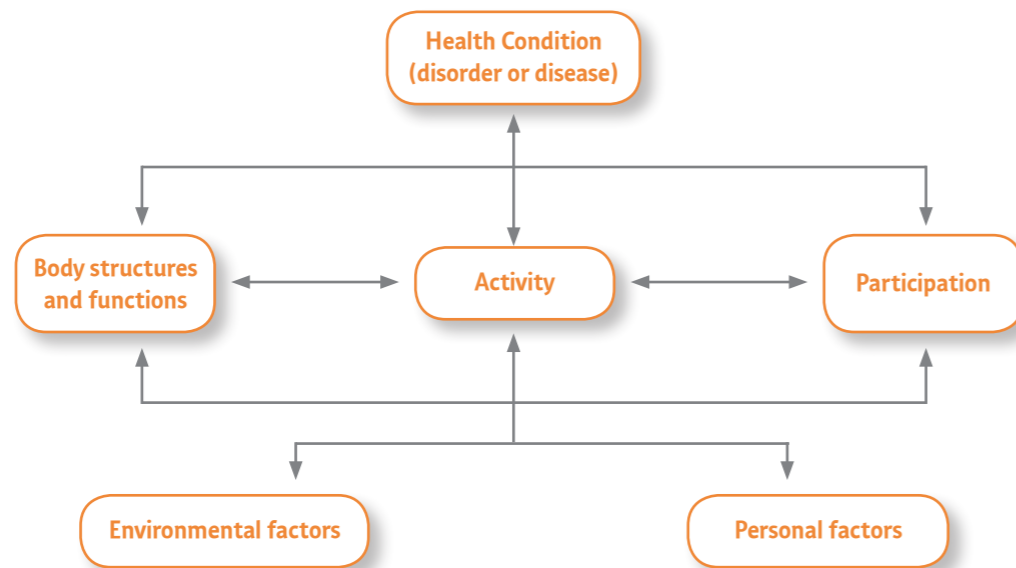 Health Condition
(disorder or disease)
Body structures
and functions
Activity
Participation
Environmental factors
Personal factors